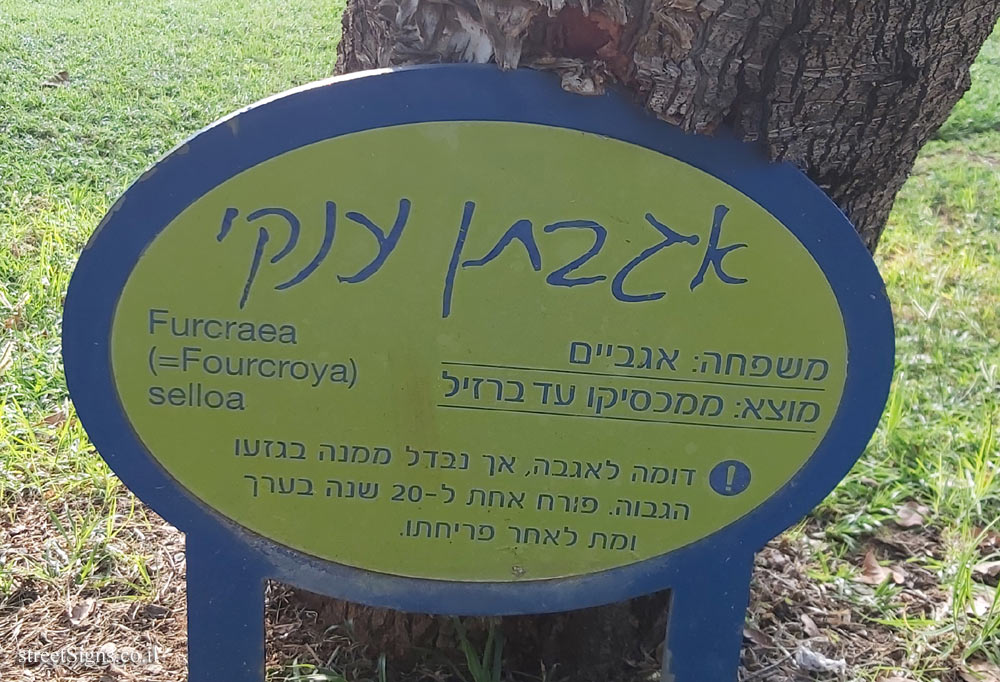 אגבתן ענקי
Furcraea
(=Fourcroya)
selloa
משפחה: אגביים
מוצא: ממכסיקו עד ברזיל
! דומה לאגבה, אך נבדל ממנה בגזעו
הגבוה. פורח אחת ל-20 שנה בערך
ומת לאחר פריחתו.
streetSigns.co.il